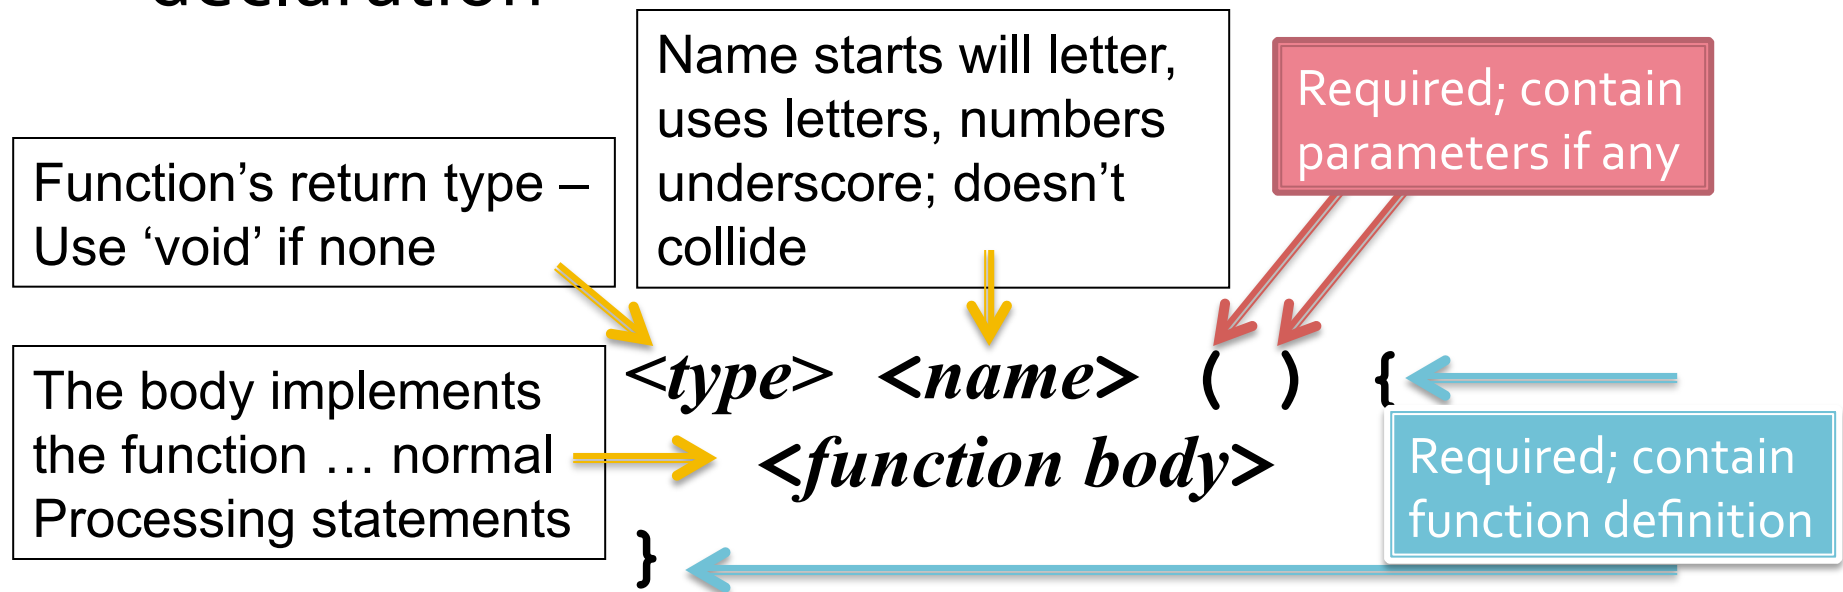 declaration
Name starts will letter,
uses letters, numbers
underscore; doesn't
collide
Required; contain
parameters if any
Function’s return type –
Use ‘void’ if none
<type> <name> ( ) {
The body implements
the function … normal
Processing statements
<function body>
Required; contain
function definition
}